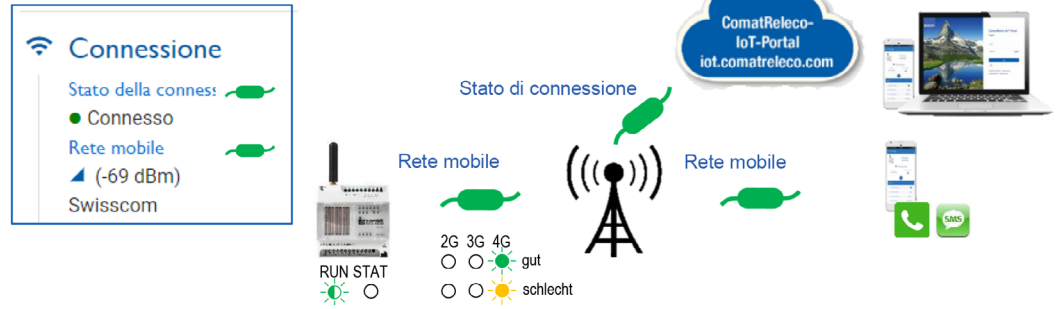 Connessione
Stato della conness
Connesso
Rete mobile
(-69 dBm)
Swisscom
ComatReleco-
IoT-Portal
iot.comatreleco.com
Stato di connessione
Rete mobile
Rete mobile
2G 3G 4G
gut
schlecht
RUN STAT
SMS